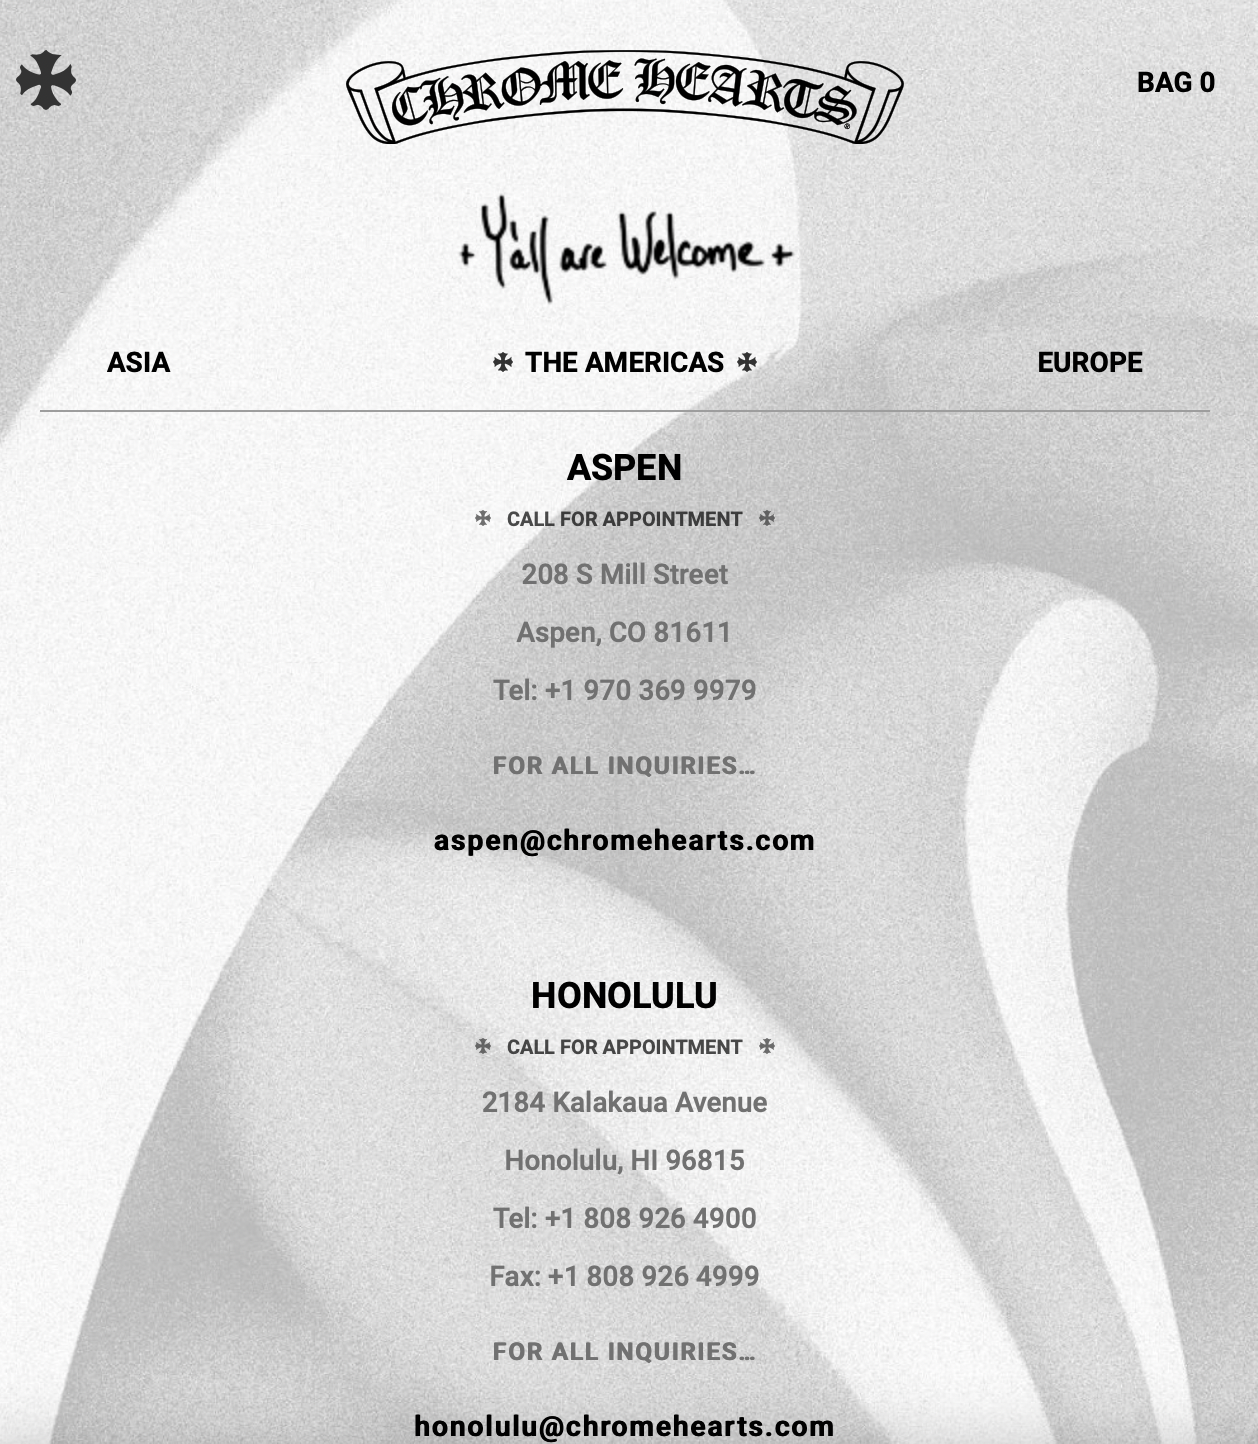 CHROME HEARTS®
BAG 0
+ Y'all are Welcome +
ASIA
THE AMERICAS
EUROPE
ASPEN
CALL FOR APPOINTMENT
208 S Mill Street
Aspen, CO 81611
Tel: +1 970 369 9979
FOR ALL INQUIRIES…
aspen@chromehearts.com
HONOLULU
CALL FOR APPOINTMENT
2184 Kalakaua Avenue
Honolulu, HI 96815
Tel: +1 808 926 4900
Fax: +1 808 926 4999
FOR ALL INQUIRIES…
honolulu@chromehearts.com